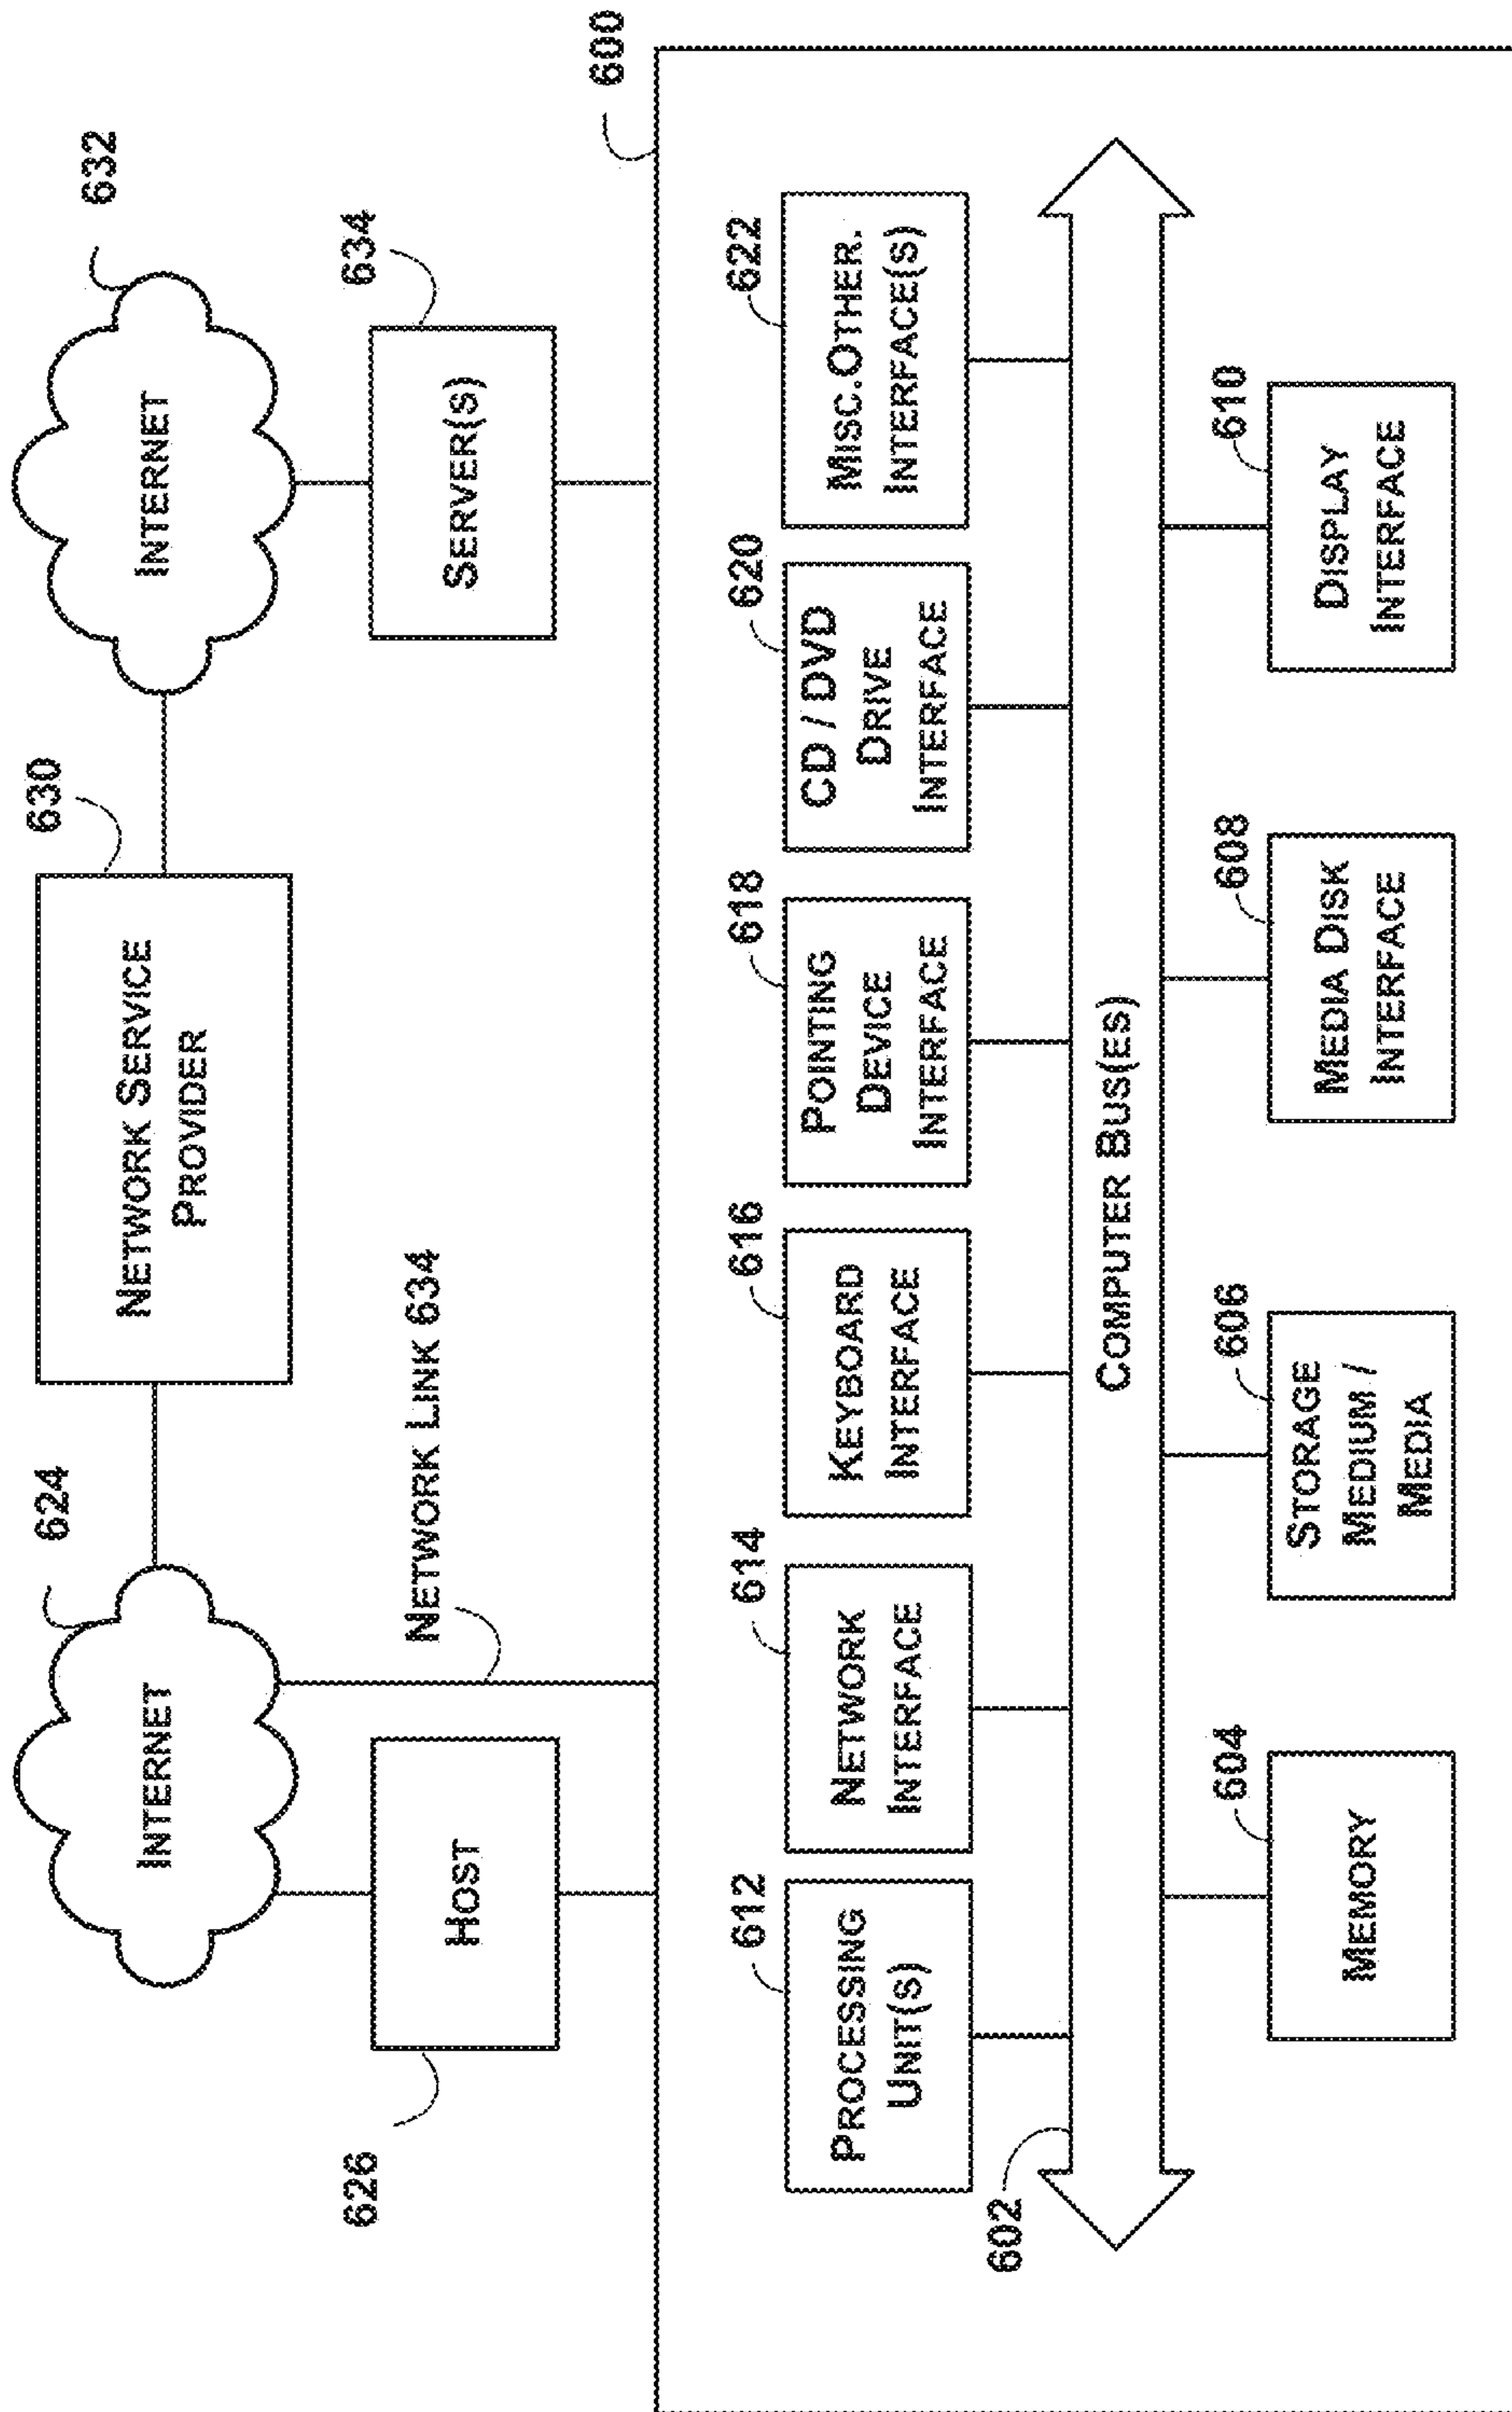 624
INTERNET
NETWORK SERVICE
PROVIDER
630
INTERNET
632
626
HOST
NETWORK LINK 634
SERVER(S)
634
600
612
PROCESSING
UNIT(S)
614
NETWORK
INTERFACE
616
KEYBOARD
INTERFACE
618
POINTING
DEVICE
INTERFACE
620
CD / DVD
DRIVE
INTERFACE
622
MISC.OTHER.
INTERFACE(S)
602
COMPUTER BUS(ES)
604
MEMORY
606
STORAGE
MEDIUM /
MEDIA
608
MEDIA DISK
INTERFACE
610
DISPLAY
INTERFACE